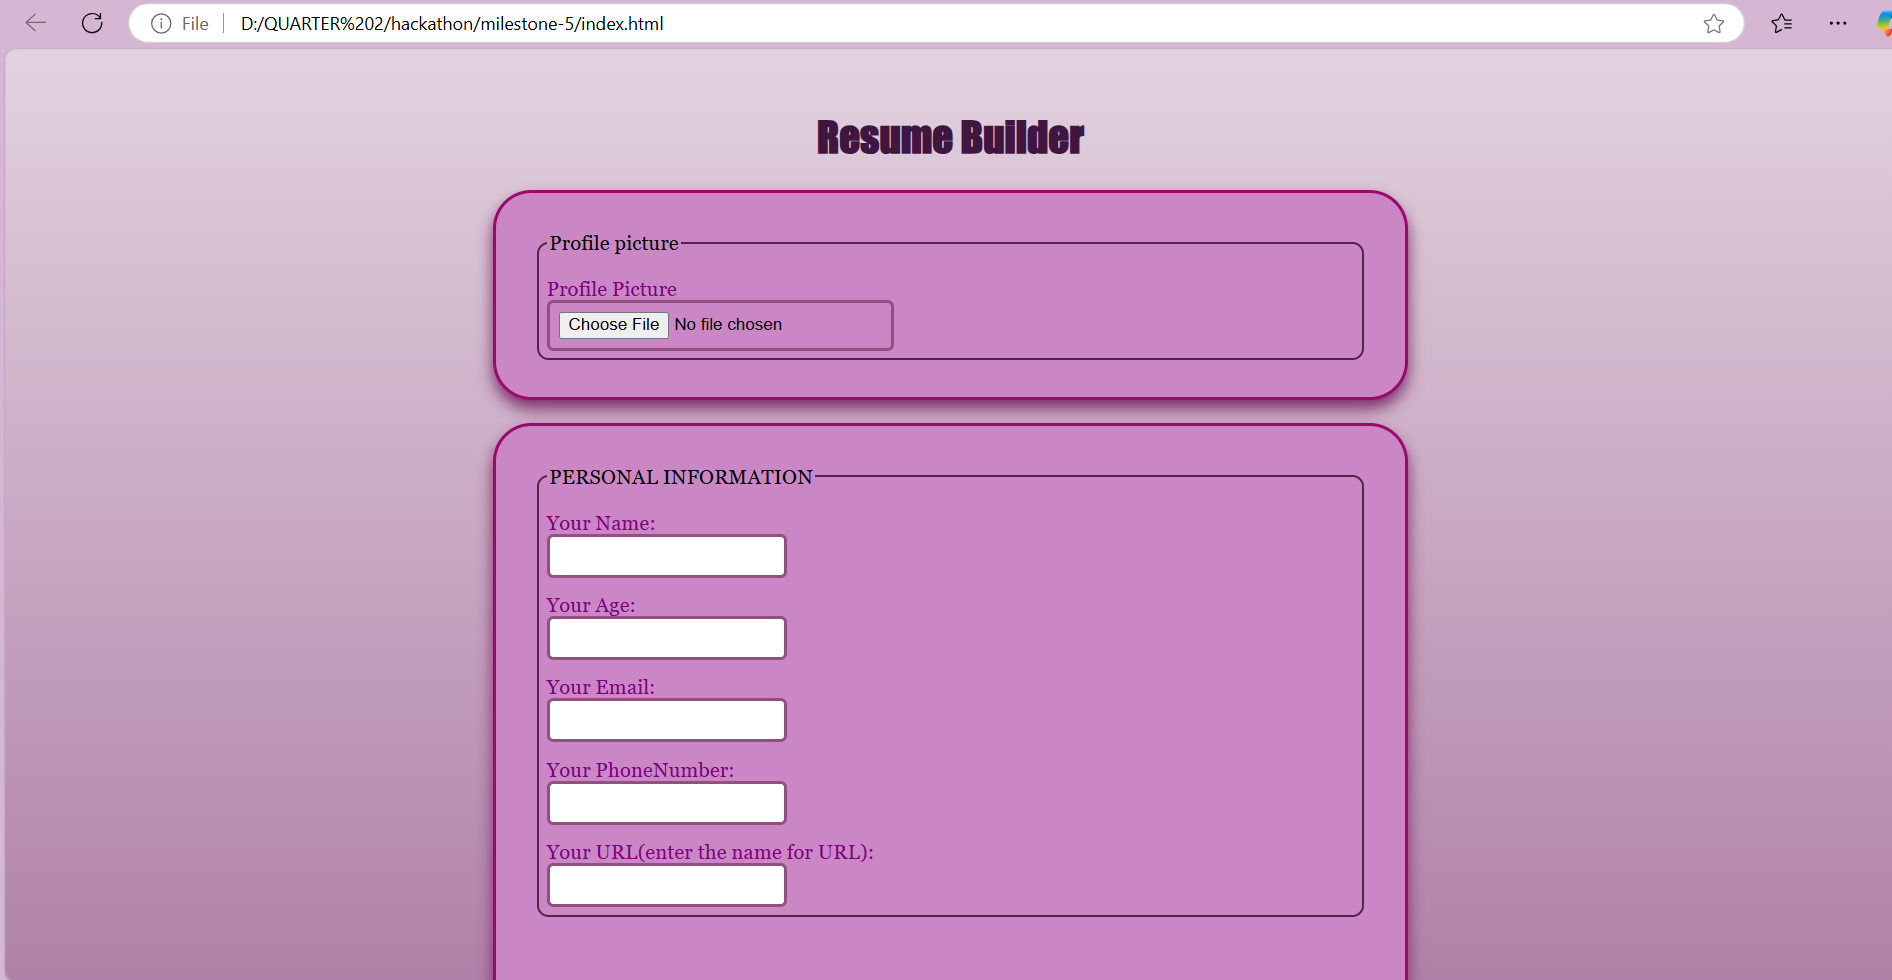 File D:/QUARTER%202/hackathon/milestone-5/index.html
Resume Builder
Profile picture
Profile Picture
Choose File No file chosen
PERSONAL INFORMATION
Your Name:
Your Age:
Your Email:
Your PhoneNumber:
Your URL(enter the name for URL):